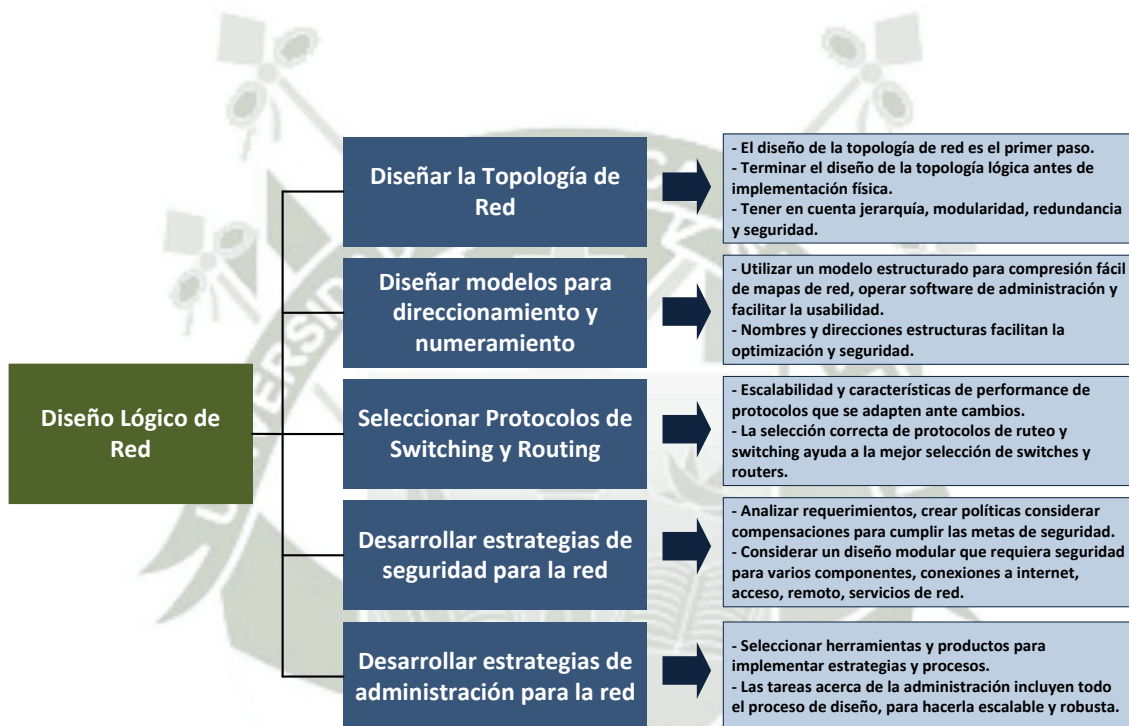 Diseño Lógico de
Red
Diseñar la Topología de
Red
- El diseño de la topología de red es el primer paso.
- Terminar el diseño de la topología lógica antes de
implementación física.
- Tener en cuenta jerarquía, modularidad, redundancia
y seguridad.
Diseñar modelos para
direccionamiento y
numeramiento
- Utilizar un modelo estructurado para compresión fácil
de mapas de red, operar software de administración y
facilitar la usabilidad.
- Nombres y direcciones estructuras facilitan la
optimización y seguridad.
Seleccionar Protocolos de
Switching y Routing
- Escalabilidad y características de performance de
protocolos que se adapten ante cambios.
- La selección correcta de protocolos de ruteo y
switching ayuda a la mejor selección de switches y
routers.
Desarrollar estrategias de
seguridad para la red
- Analizar requerimientos, crear políticas considerar
compensaciones para cumplir las metas de seguridad.
- Considerar un diseño modular que requiera seguridad
para varios componentes, conexiones a internet,
acceso, remoto, servicios de red.
Desarrollar estrategias de
administración para la red
- Seleccionar herramientas y productos para
implementar estrategias y procesos.
- Las tareas acerca de la administración incluyen todo
el proceso de diseño, para hacerla escalable y robusta.